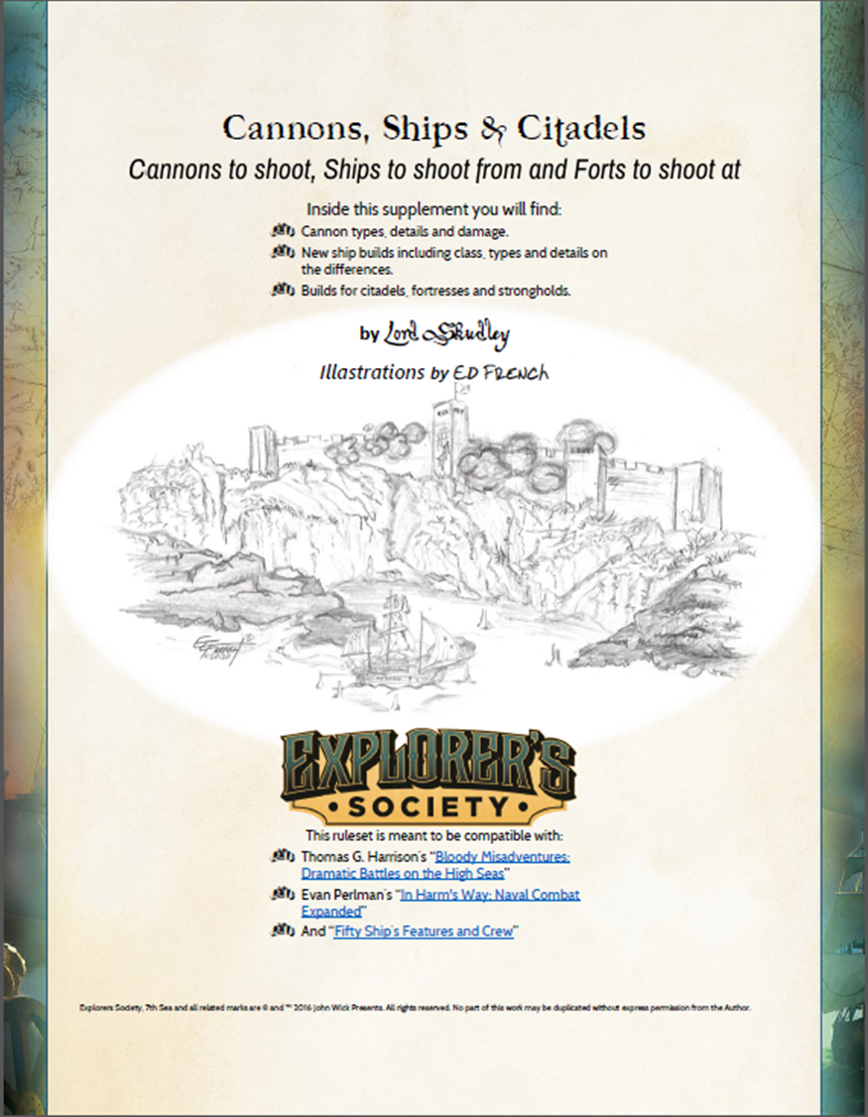 Cannons, Ships & Citadels
Cannons to shoot, Ships to shoot from and Forts to shoot at
Inside this supplement you will find:
Cannon types, details and damage.
New ship builds including class, types and details on
the differences.
Builds for citadels, fortresses and strongholds.
by Lord Skudley
Illustrations by ED FRENCH
EXPLORER'S
SOCIETY
This ruleset is meant to be compatible with:
Thomas G. Harrison's “Bloody Misadventures:
Dramatic Battles on the High Seas”
Evan Perlman's “In Harm's Way: Naval Combat
Expanded”
And “Fifty Ship's Features and Crew”
Explorers Society, 7th Sea and all related marks are © and ™ 2016 John Wick Presents. All rights reserved. No part of this work may be duplicated without express permission from the Author.